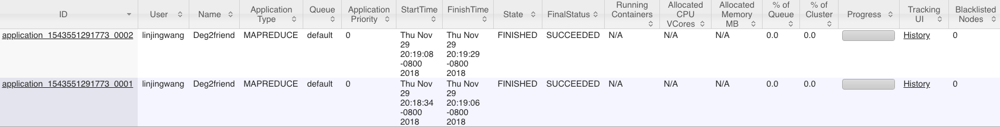 ID User Name Application Type Queue Application Priority StartTime FinishTime State FinalStatus Running Containers Allocated CPU VCores Allocated Memory MB % of Queue % of Cluster Progress Tracking UI Blacklisted Nodes
application_1543551291773_0002 linjingwang Deg2friend MAPREDUCE default 0 Thu Nov 29 20:19:08 -0800 2018 Thu Nov 29 20:19:29 -0800 2018 FINISHED SUCCEEDED N/A N/A N/A 0.0 0.0 History 0
application_1543551291773_0001 linjingwang Deg2friend MAPREDUCE default 0 Thu Nov 29 20:18:34 -0800 2018 Thu Nov 29 20:19:06 -0800 2018 FINISHED SUCCEEDED N/A N/A N/A 0.0 0.0 History 0